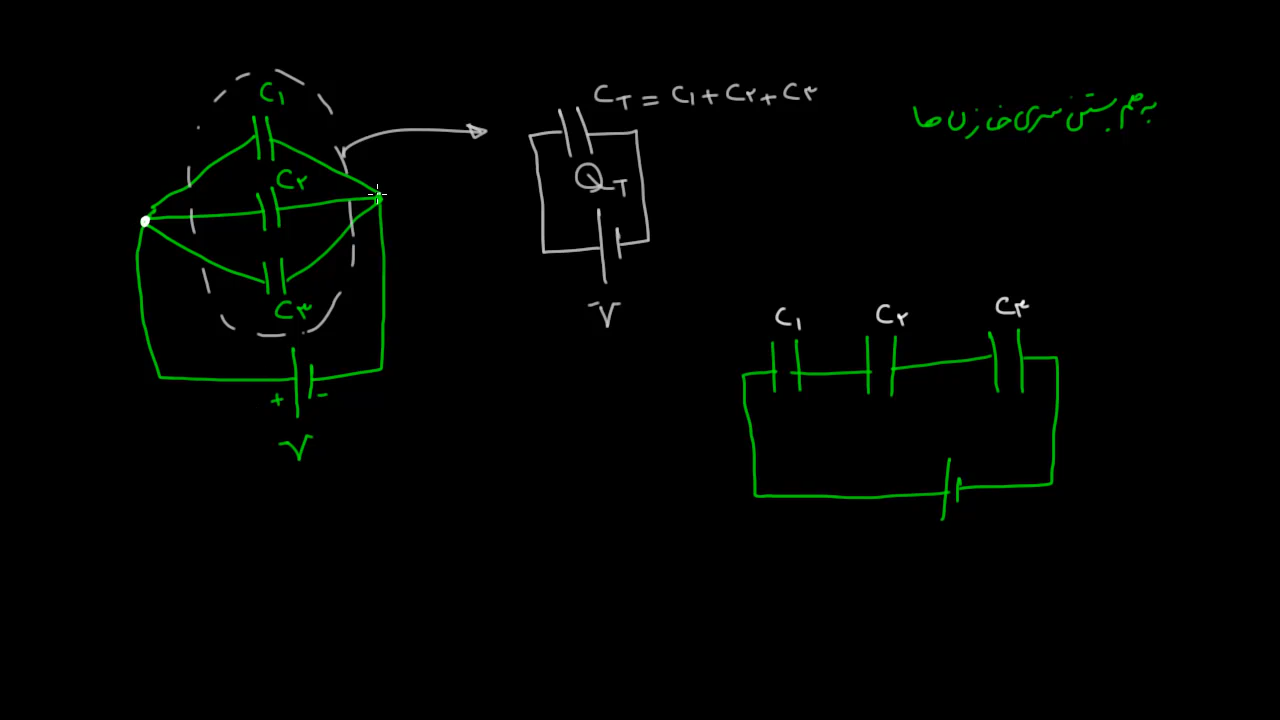 C۱
C۲
C۳
+ -
V
CT = C۱ + C۲ + C۳
QT
V
به هم بستن سری خازن ها
C۱ C۲ C۳